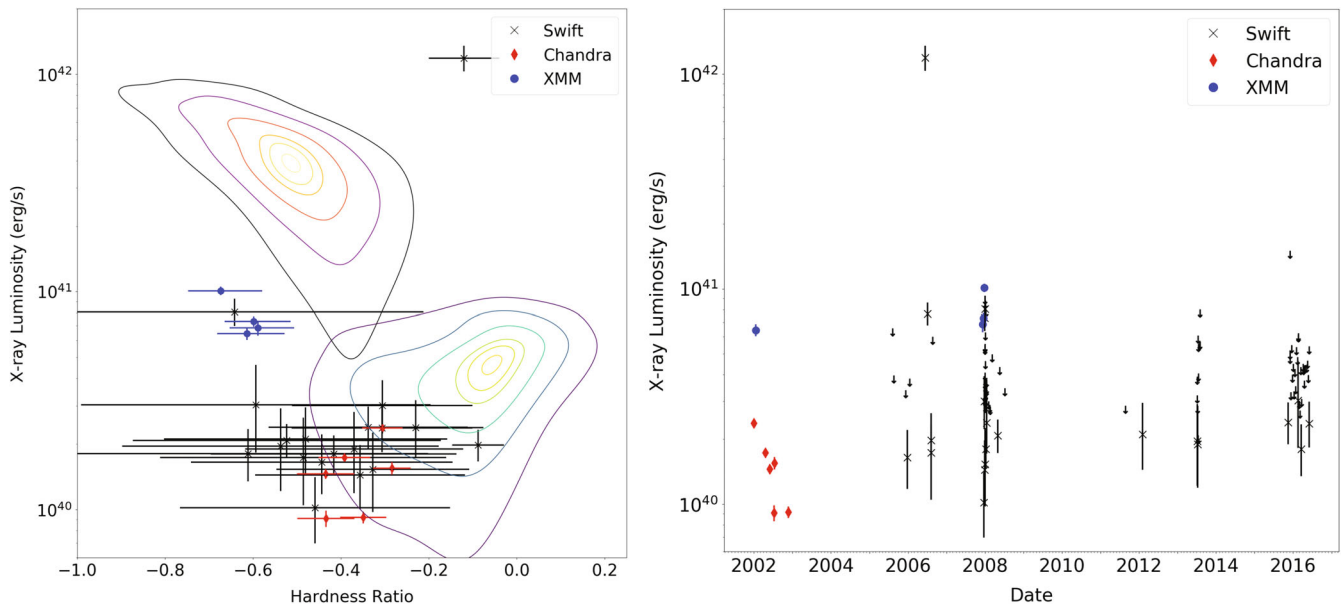 X-ray Luminosity (erg/s)
10^42
10^41
10^40
Swift
Chandra
XMM
−1.0 −0.8 −0.6 −0.4 −0.2 0.0 0.2
Hardness Ratio
X-ray Luminosity (erg/s)
10^42
10^41
10^40
Swift
Chandra
XMM
2002 2004 2006 2008 2010 2012 2014 2016
Date